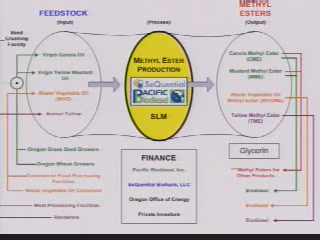 FEEDSTOCK
(Input)
(Process)
METHYL
ESTERS
(Output)
Seed
Crushing
Facility
Virgin Canola Oil
Virgin Yellow Mustard
Oil
Waste Vegetable Oil
(WVO)
Animal Tallow
METHYL ESTER
PRODUCTION
SeQuential
PACIFIC
Biodiesel
SLM
Canola Methyl Ester
(CME)
Mustard Methyl Ester
(MME)
Waste Vegetable Oil
Methyl Ester
Tallow Methyl Ester
(TME)
Glycerin
Oregon Grass Seed Growers
Oregon Wheat Growers
Commercial Food Processing
Facilities
Waste Vegetable Oil Collectors
Meat Processing Facilities
Renderers
FINANCE
Pacific Biodiesel, Inc.
SeQuential Biofuels, LLC
Oregon Office of Energy
Private Investors
Methyl Esters for
Other Products
Biodiesel
Biodiesel
Biodiesel